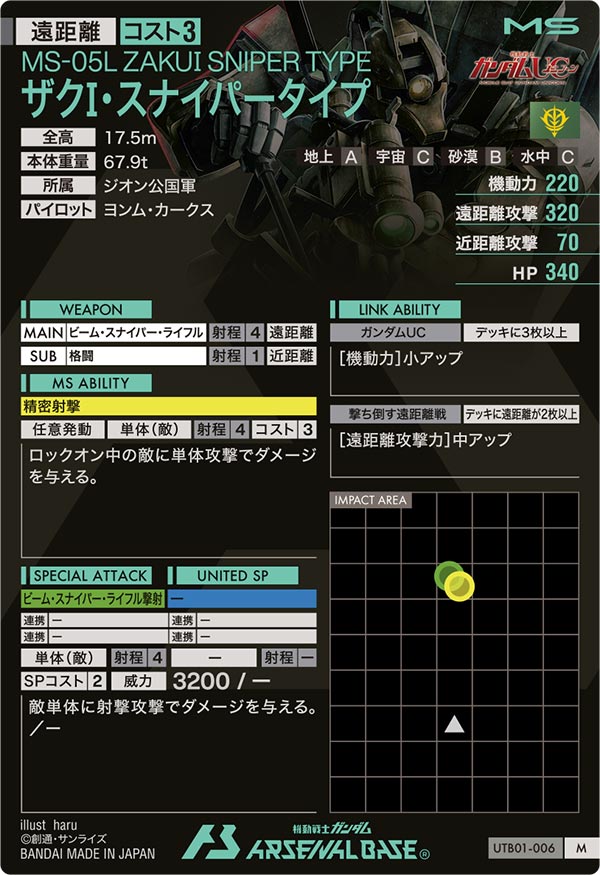 遠距離 コスト3 MS
MS-05L ZAKUI SNIPER TYPE
ザクI・スナイパータイプ
機動戦士 ガンダムUC
全高 17.5m
本体重量 67.9t
所属 ジオン公国軍
パイロット ヨンム・カークス
地上 A 宇宙 C 砂漠 B 水中 C
機動力 220
遠距離攻撃 320
近距離攻撃 70
HP 340
WEAPON
MAIN ビーム・スナイパー・ライフル 射程 4 遠距離
SUB 格闘 射程 1 近距離
MS ABILITY
精密射撃
任意発動 単体(敵) 射程 4 コスト 3
ロックオン中の敵に単体攻撃でダメージ
を与える。
LINK ABILITY
ガンダムUC デッキに3枚以上
[機動力]小アップ
撃ち倒す遠距離戦 デッキに遠距離が2枚以上
[遠距離攻撃力]中アップ
IMPACT AREA
SPECIAL ATTACK UNITED SP
ビーム・スナイパー・ライフル撃射 ー
連携 ー 連携 ー
連携 ー 連携 ー
単体(敵) 射程 4 ー 射程 ー
SPコスト 2 威力 3200 / ー
敵単体に射撃攻撃でダメージを与える。
/ー
illust haru
©創通・サンライズ
BANDAI MADE IN JAPAN
機動戦士ガンダム
ARSENAL BASE®
UTB01-006 M